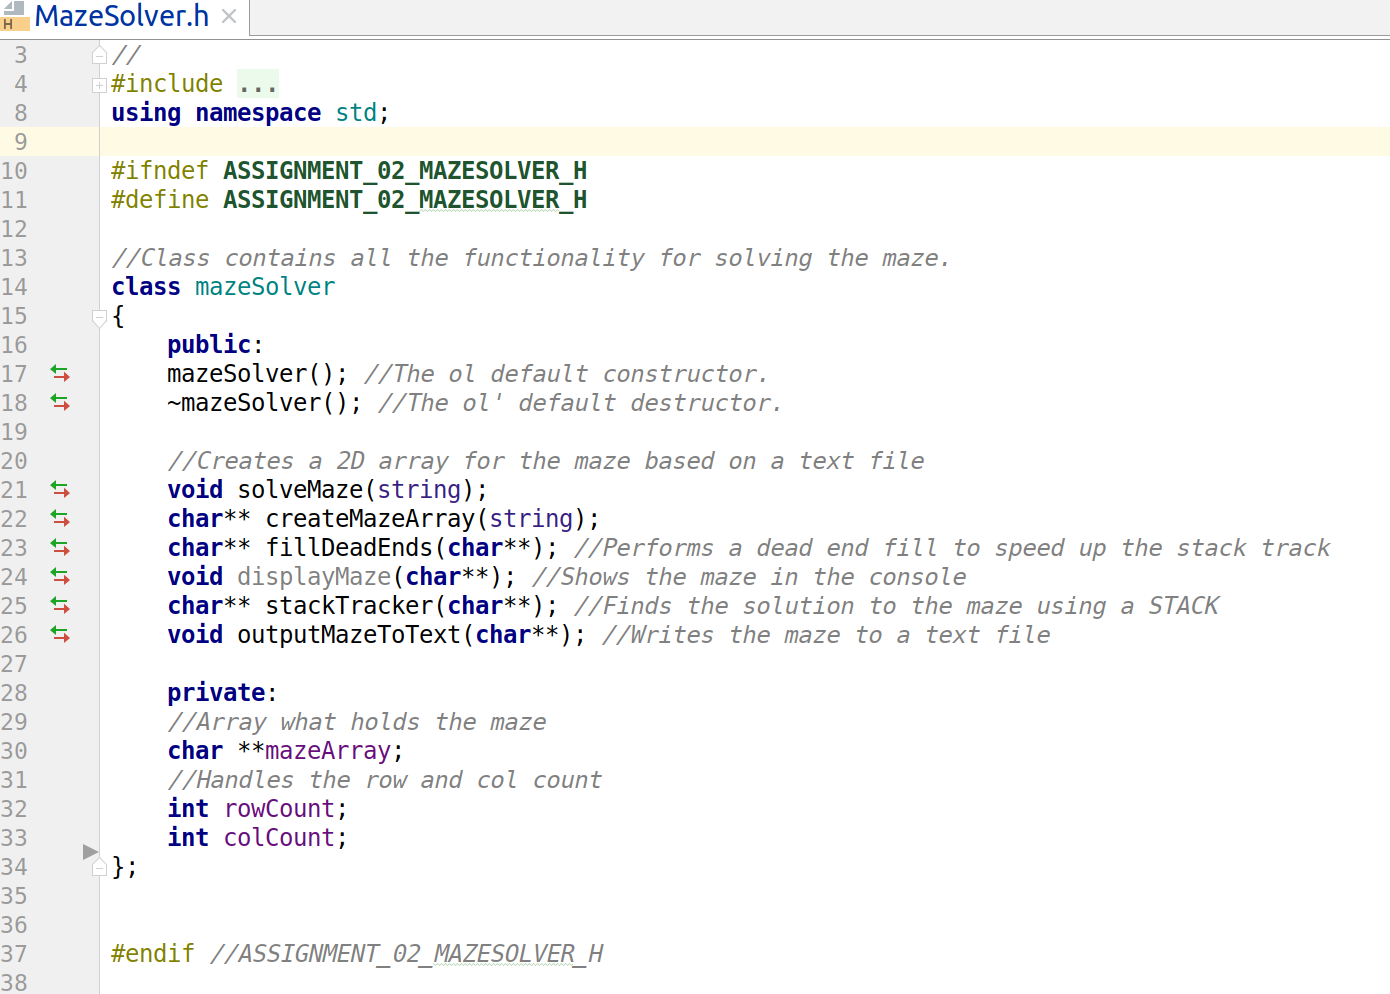 H MazeSolver.h ×
3 //
4 #include ...
8 using namespace std;
9
10 #ifndef ASSIGNMENT_02_MAZESOLVER_H
11 #define ASSIGNMENT_02_MAZESOLVER_H
12
13 //Class contains all the functionality for solving the maze.
14 class mazeSolver
15 {
16     public:
17     mazeSolver(); //The ol default constructor.
18     ~mazeSolver(); //The ol' default destructor.
19
20     //Creates a 2D array for the maze based on a text file
21     void solveMaze(string);
22     char** createMazeArray(string);
23     char** fillDeadEnds(char**); //Performs a dead end fill to speed up the stack track
24     void displayMaze(char**); //Shows the maze in the console
25     char** stackTracker(char**); //Finds the solution to the maze using a STACK
26     void outputMazeToText(char**); //Writes the maze to a text file
27
28     private:
29     //Array what holds the maze
30     char **mazeArray;
31     //Handles the row and col count
32     int rowCount;
33     int colCount;
34 };
35
36
37 #endif //ASSIGNMENT_02_MAZESOLVER_H
38